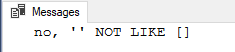 Messages
no, '' NOT LIKE []